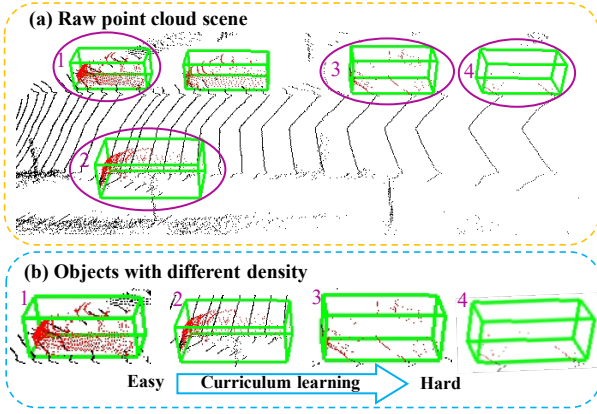 (a) Raw point cloud scene
1
3
4
2
(b) Objects with different density
1
2
3
4
Easy
Curriculum learning
Hard